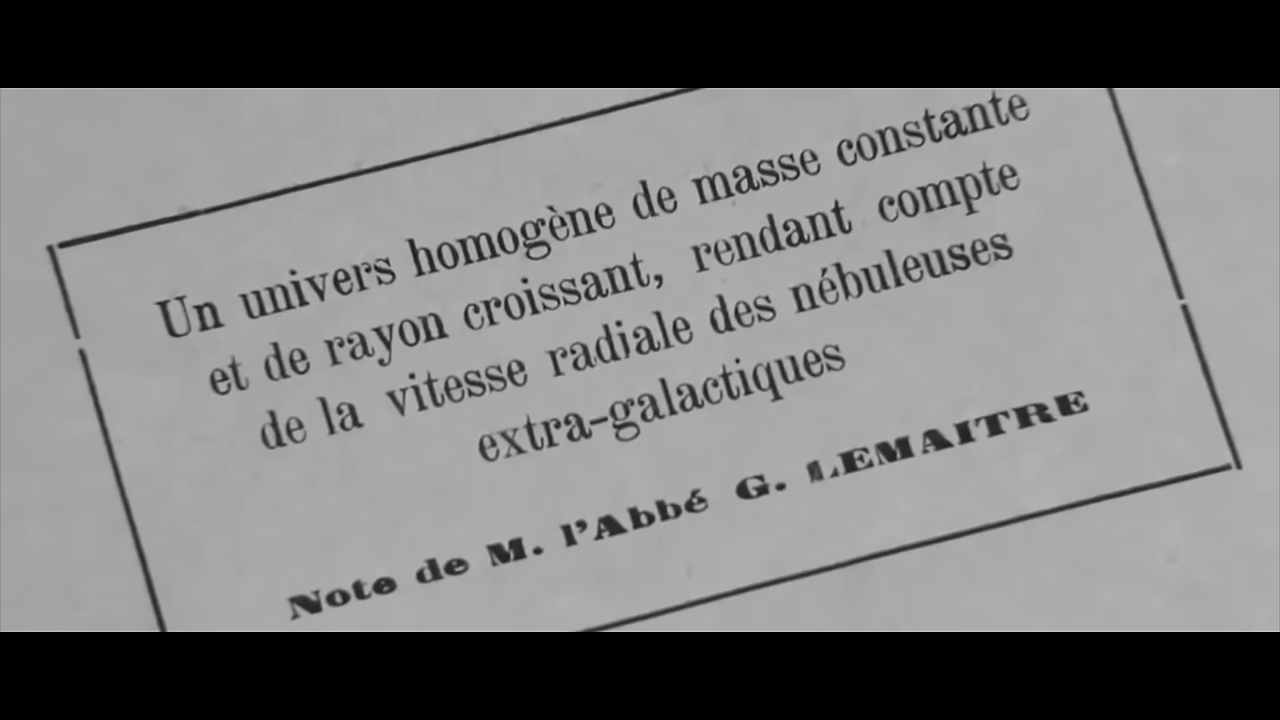 Un univers homogène de masse constante
et de rayon croissant, rendant compte
de la vitesse radiale des nébuleuses
extra-galactiques
Note de M. l'Abbé G. LEMAITRE